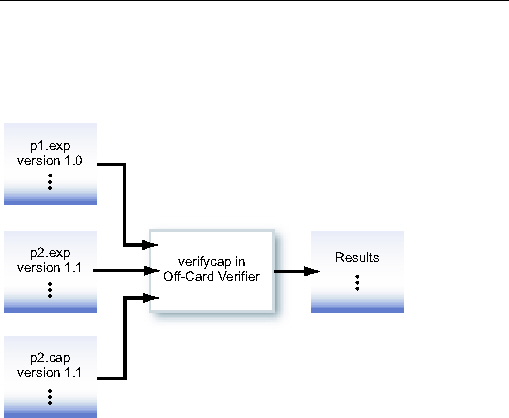 p1.exp
version 1.0
p2.exp
version 1.1
verifycap in
Off-Card Verifier
Results
p2.cap
version 1.1